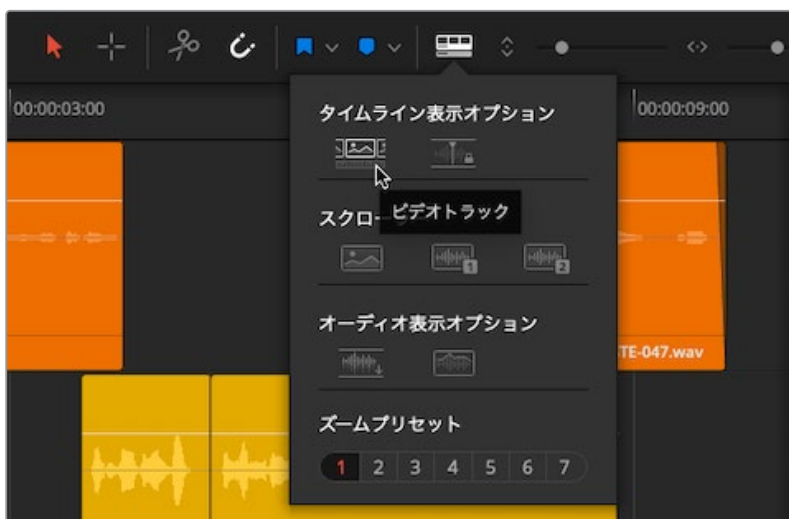 00:00:03:00
00:00:09:00
タイムライン表示オプション
ビデオトラック
スクロー
1 2
オーディオ表示オプション
TE-047.wav
ズームプリセット
1 2 3 4 5 6 7